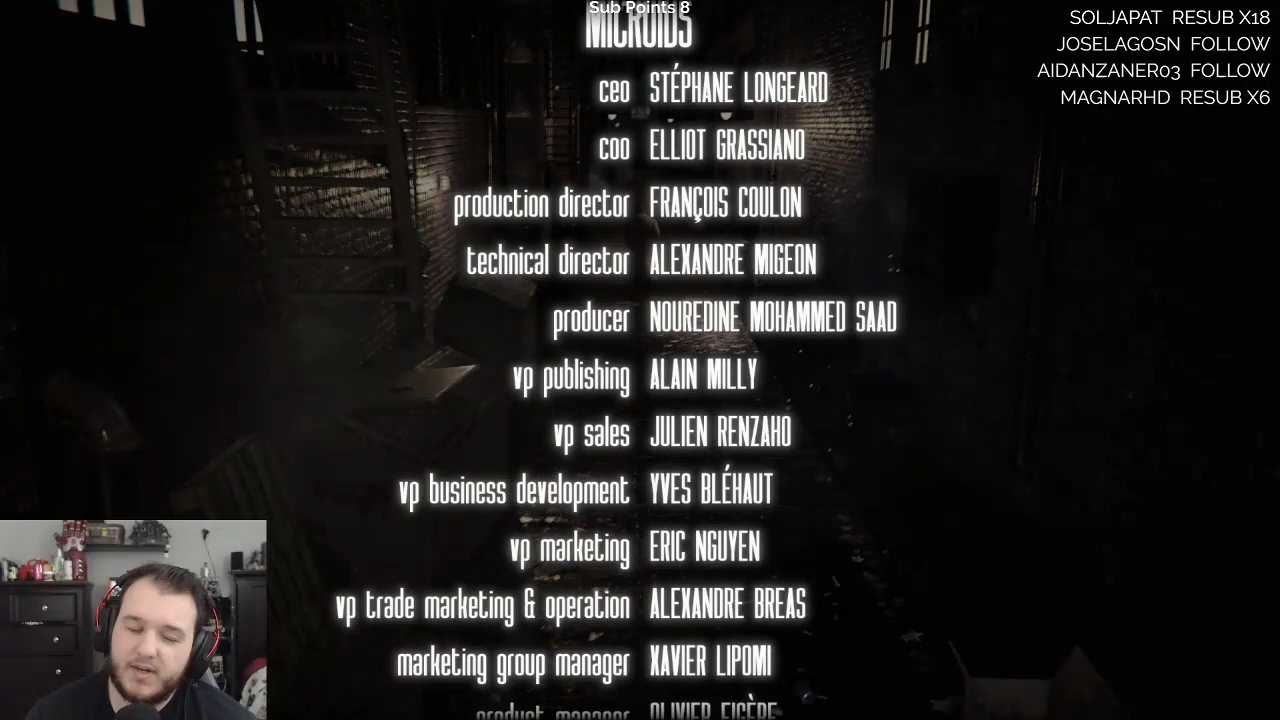 Sub Points 8
MICROIDS
ceo STÉPHANE LONGEARD
coo ELLIOT GRASSIANO
production director FRANÇOIS COULON
technical director ALEXANDRE MIGEON
producer NOUREDINE MOHAMMED SAAD
vp publishing ALAIN MILLY
vp sales JULIEN RENZAHO
vp business development YVES BLÉHAUT
vp marketing ERIC NGUYEN
vp trade marketing & operation ALEXANDRE BREAS
marketing group manager XAVIER LIPOMI
product manager OLIVIER
SOLJAPAT RESUB X18
JOSELAGOSN FOLLOW
AIDANZANER03 FOLLOW
MAGNARHD RESUB X6